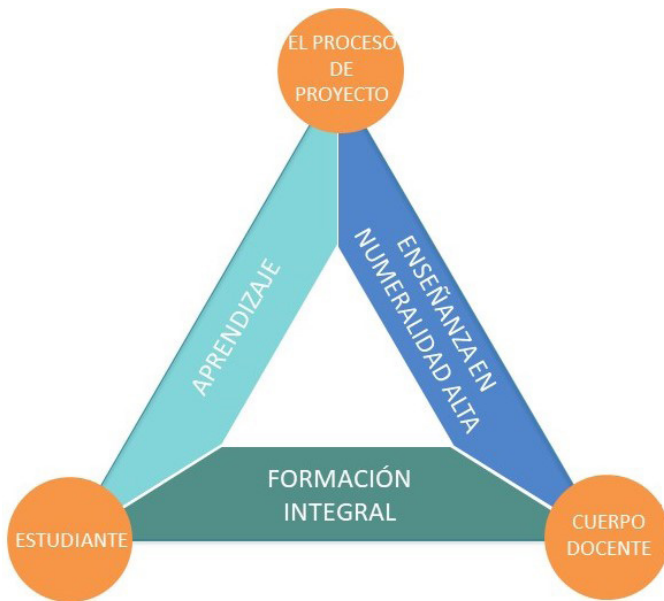 EL PROCESO
DE
PROYECTO
APRENDIZAJE
ENSEÑANZA EN
NUMERALIDAD ALTA
FORMACIÓN
INTEGRAL
ESTUDIANTE
CUERPO
DOCENTE